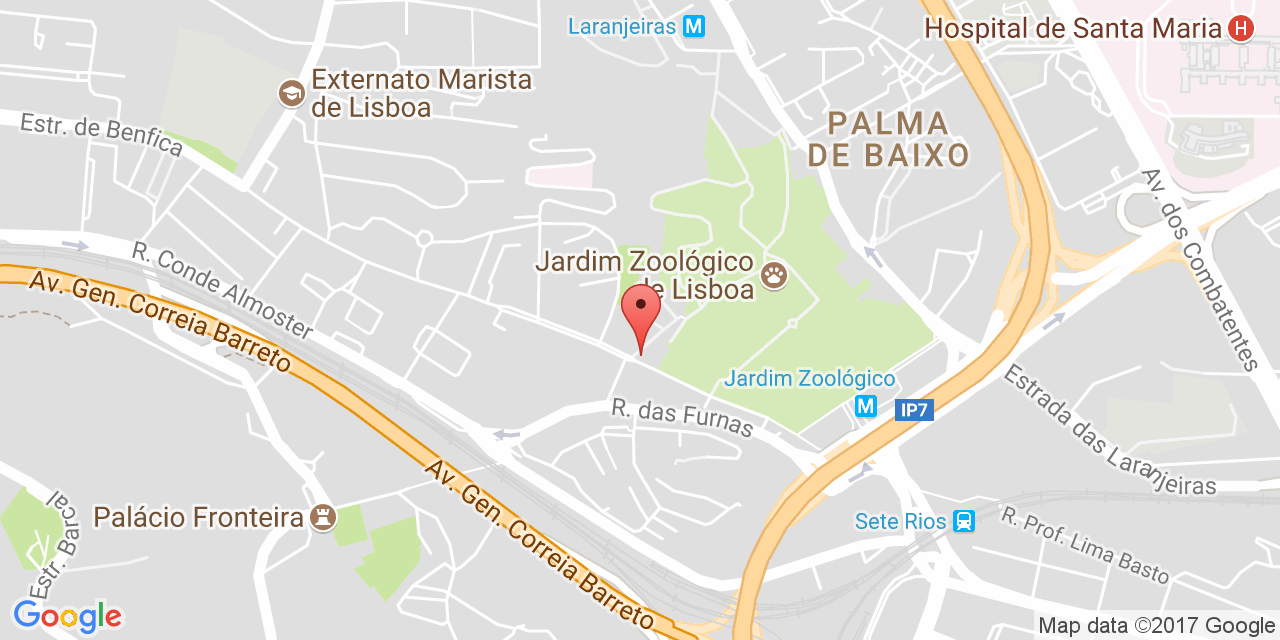 Laranjeiras M
Hospital de Santa Maria H
Externato Marista
de Lisboa
Estr. de Benfica
PALMA
DE BAIXO
Av. dos Combatentes
R. Conde Almoster
Jardim Zoológico
de Lisboa
Av. Gen. Correia Barreto
Jardim Zoológico
M
IP7
R. das Furnas
Estrada das Laranjeiras
Av. Gen. Correia Barreto
Palácio Fronteira
Estr. Barcal
Sete Rios
R. Prof. Lima Basto
Google
Map data ©2017 Google